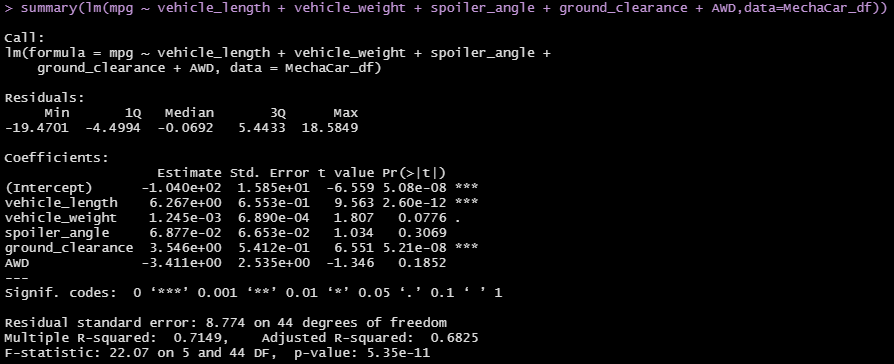 > summary(lm(mpg ~ vehicle_length + vehicle_weight + spoiler_angle + ground_clearance + AWD,data=MechaCar_df))
Call:
lm(formula = mpg ~ vehicle_length + vehicle_weight + spoiler_angle +
    ground_clearance + AWD, data = MechaCar_df)
Residuals:
     Min       1Q   Median       3Q      Max
-19.4701  -4.4994  -0.0692   5.4433  18.5849
Coefficients:
                   Estimate Std. Error t value Pr(>|t|)
(Intercept)      -1.040e+02  1.585e+01  -6.559 5.08e-08 ***
vehicle_length    6.267e+00  6.553e-01   9.563 2.60e-12 ***
vehicle_weight    1.245e-03  6.890e-04   1.807   0.0776 .
spoiler_angle     6.877e-02  6.653e-02   1.034   0.3069
ground_clearance  3.546e+00  5.412e-01   6.551 5.21e-08 ***
AWD              -3.411e+00  2.535e+00  -1.346   0.1852
---
Signif. codes:  0 ‘***’ 0.001 ‘**’ 0.01 ‘*’ 0.05 ‘.’ 0.1 ‘ ’ 1
Residual standard error: 8.774 on 44 degrees of freedom
Multiple R-squared:  0.7149,    Adjusted R-squared:  0.6825
F-statistic: 22.07 on 5 and 44 DF,  p-value: 5.35e-11